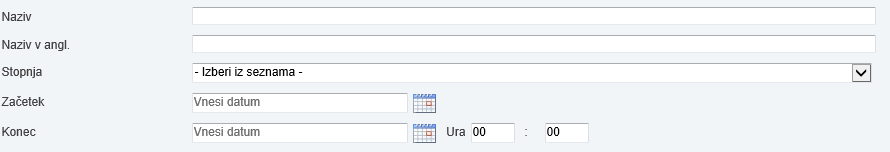 Naziv
Naziv v angl.
Stopnja - Izberi iz seznama -
Začetek Vnesi datum
Konec Vnesi datum Ura 00 : 00